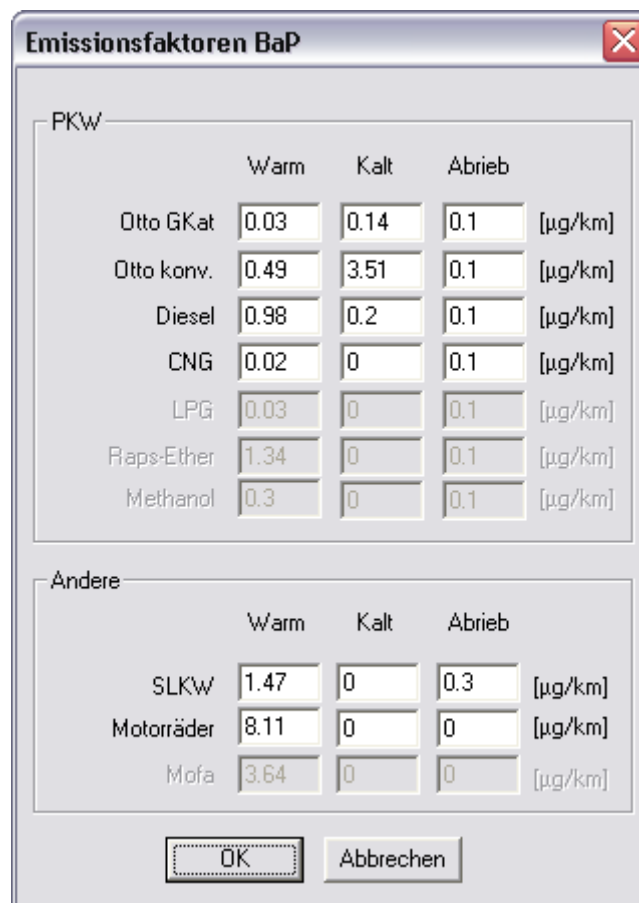 Emissionsfaktoren BaP
PKW
Warm Kalt Abrieb
Otto GKat 0.03 0.14 0.1 [µg/km]
Otto konv. 0.49 3.51 0.1 [µg/km]
Diesel 0.98 0.2 0.1 [µg/km]
CNG 0.02 0 0.1 [µg/km]
LPG 0.03 0 0.1 [µg/km]
Raps-Ether 1.34 0 0.1 [µg/km]
Methanol 0.3 0 0.1 [µg/km]
Andere
Warm Kalt Abrieb
SLKW 1.47 0 0.3 [µg/km]
Motorräder 8.11 0 0 [µg/km]
Mofa 3.64 0 0 [µg/km]
OK Abbrechen